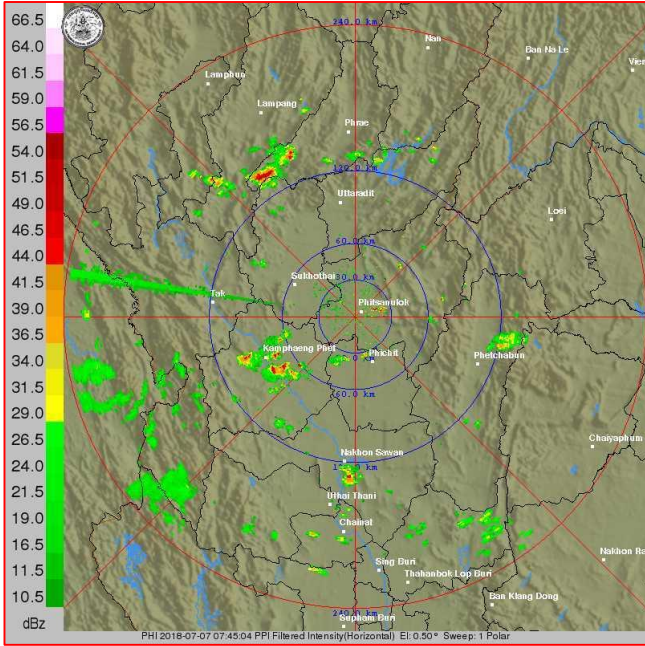 66.5
64.0
61.5
59.0
56.5
54.0
51.5
49.0
46.5
44.0
41.5
39.0
36.5
34.0
31.5
29.0
26.5
24.0
21.5
19.0
16.5
11.5
10.5
dBz
240.0 km
Nan
Ban Na Le
Vien
Lamphun
Lampang
Phrae
120.0 km
Uttaradit
Loei
60.0 km
Sukhothai
30.0 km
Tak
Phitsanulok
Kamphaeng Phet
Phichit
Phetchabun
60.0 km
Chaiyaphum
Nakhon Sawan
120.0 km
Uthai Thani
Chainat
Sing Buri
Thahanbok Lop Buri
Nakhon Ra
Ban Klang Dong
240.0 km
Supham Buri
PHI 2018-07-07 07:45:04 PPI Filtered Intensity(Horizontal) El: 0.50° Sweep: 1 Polar